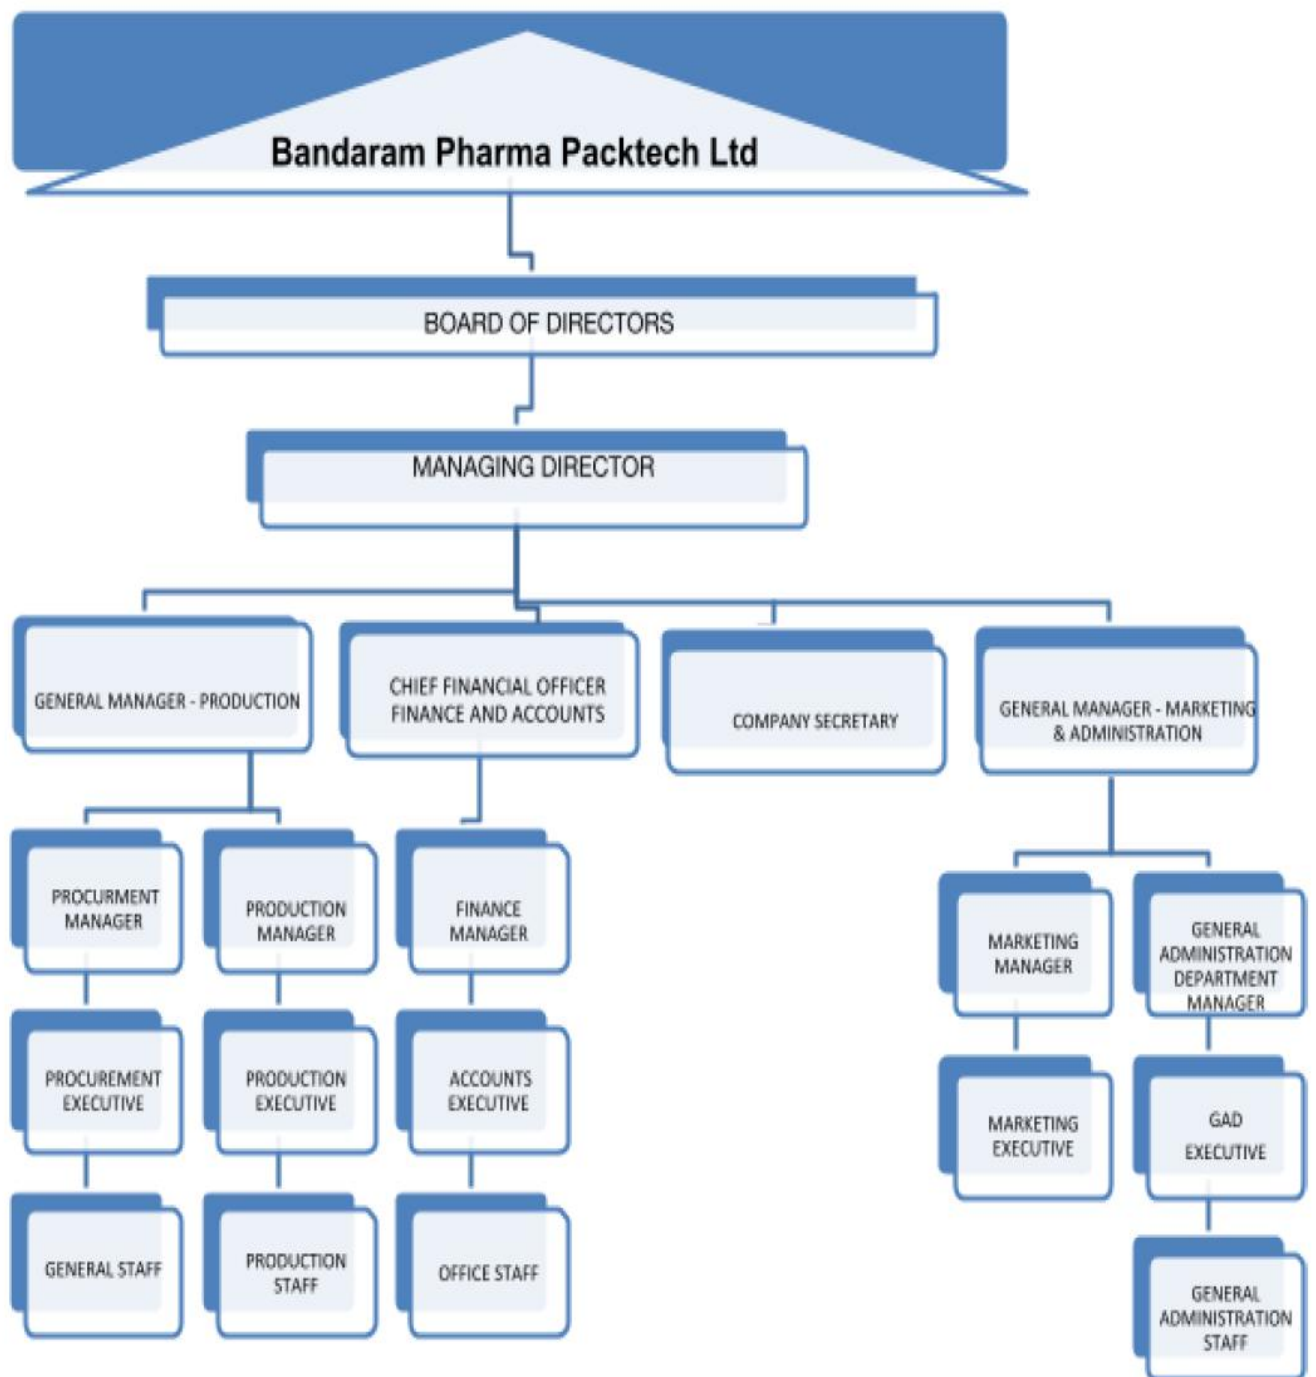 Bandaram Pharma Packtech Ltd
BOARD OF DIRECTORS
MANAGING DIRECTOR
GENERAL MANAGER - PRODUCTION
CHIEF FINANCIAL OFFICER
FINANCE AND ACCOUNTS
COMPANY SECRETARY
GENERAL MANAGER - MARKETING
& ADMINISTRATION
PROCURMENT
MANAGER
PRODUCTION
MANAGER
FINANCE
MANAGER
MARKETING
MANAGER
GENERAL
ADMINISTRATION
DEPARTMENT
MANAGER
PROCUREMENT
EXECUTIVE
PRODUCTION
EXECUTIVE
ACCOUNTS
EXECUTIVE
MARKETING
EXECUTIVE
GAD
EXECUTIVE
GENERAL STAFF
PRODUCTION
STAFF
OFFICE STAFF
GENERAL
ADMINISTRATION
STAFF